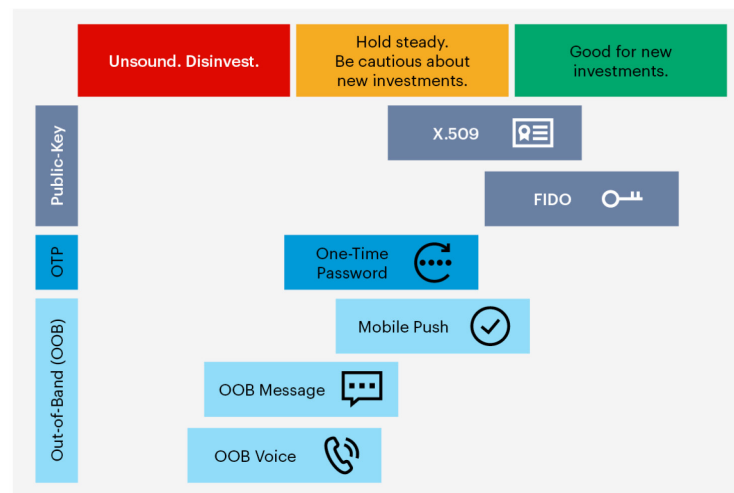 Unsound. Disinvest.
Hold steady.
Be cautious about
new investments.
Good for new
investments.
Public-Key
X.509
FIDO
OTP
One-Time
Password
Out-of-Band (OOB)
Mobile Push
OOB Message
OOB Voice